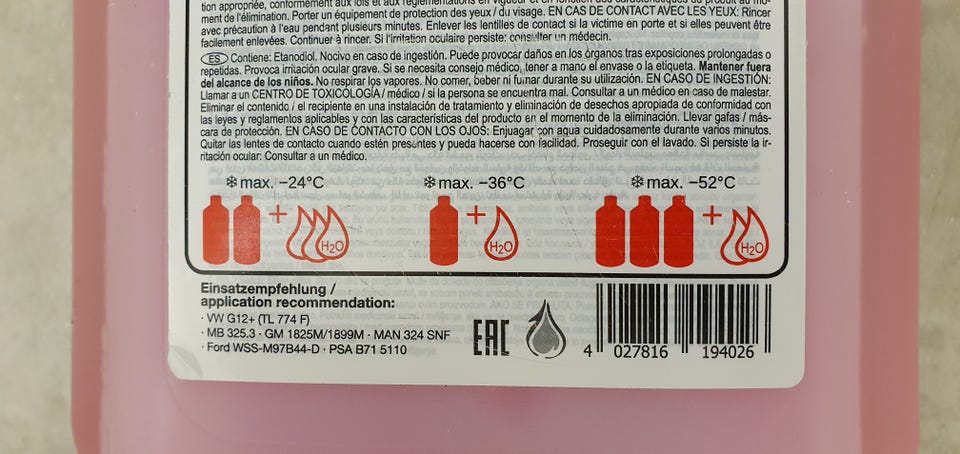 tion appropriée, conformément aux lois et aux réglementations en vigueur et en fonction des caractéristiques du produit au mo-
ment de l'élimination. Porter un équipement de protection des yeux / du visage. EN CAS DE CONTACT AVEC LES YEUX: Rincer
avec précaution à l'eau pendant plusieurs minutes. Enlever les lentilles de contact si la victime en porte et si elles peuvent être
facilement enlevées. Continuer à rincer. Si l'irritation oculaire persiste: consulter un médecin.
ES Contiene: Etanodiol. Nocivo en caso de ingestión. Puede provocar daños en los órganos tras exposiciones prolongadas o
repetidas. Provoca irritación ocular grave. Si se necesita consejo médico, tener a mano el envase o la etiqueta. Mantener fuera
del alcance de los niños. No respirar los vapores. No comer, beber ni fumar durante su utilización. EN CASO DE INGESTIÓN:
Llamar a un CENTRO DE TOXICOLOGÍA / médico / si la persona se encuentra mal. Consultar a un médico en caso de malestar.
Eliminar el contenido / el recipiente en una instalación de tratamiento y eliminación de desechos apropiada de conformidad con
las leyes y reglamentos aplicables y con las características del producto en el momento de la eliminación. Llevar gafas / más-
cara de protección. EN CASO DE CONTACTO CON LOS OJOS: Enjuagar con agua cuidadosamente durante varios minutos.
Quitar las lentes de contacto cuando estén presentes y pueda hacerse con facilidad. Proseguir con el lavado. Si persiste la ir-
ritación ocular: Consultar a un médico.
max. –24°C max. –36°C max. –52°C
+ H2O + H2O + H2O
Einsatzempfehlung /
application recommendation:
· VW G12+ (TL 774 F)
· MB 325.3 · GM 1825M/1899M · MAN 324 SNF
· Ford WSS-M97B44-D · PSA B71 5110
EAC
4 027816 194026